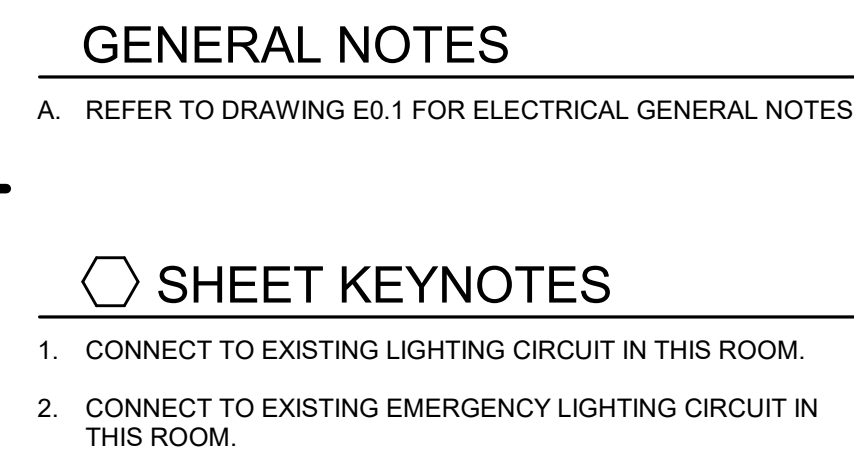 GENERAL NOTES
A. REFER TO DRAWING E0.1 FOR ELECTRICAL GENERAL NOTES
SHEET KEYNOTES
1. CONNECT TO EXISTING LIGHTING CIRCUIT IN THIS ROOM.
2. CONNECT TO EXISTING EMERGENCY LIGHTING CIRCUIT IN
THIS ROOM.